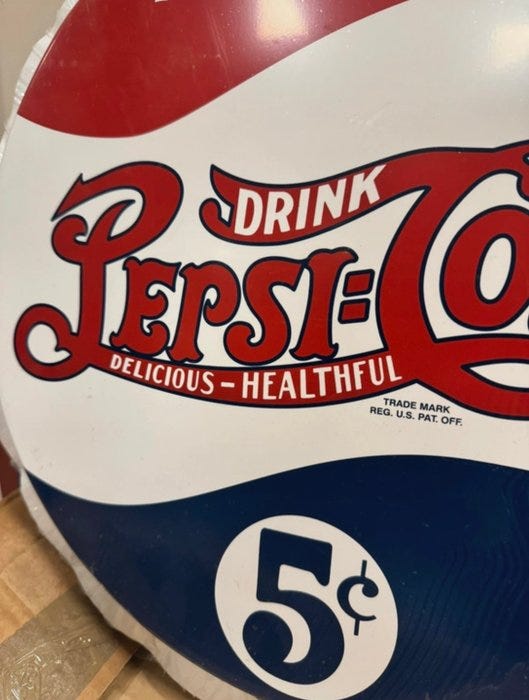 DRINK
PEPSI=Co
DELICIOUS-HEALTHFUL
TRADE MARK
REG. U.S. PAT. OFF.
5¢